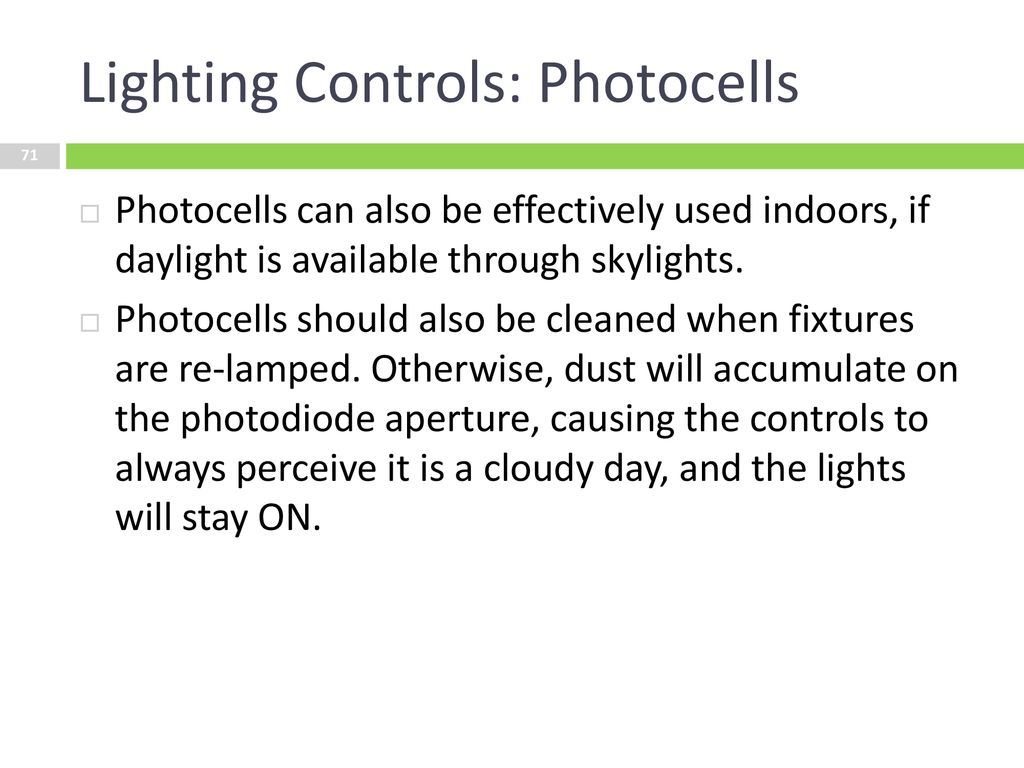 Lighting Controls: Photocells
71
Photocells can also be effectively used indoors, if
daylight is available through skylights.
Photocells should also be cleaned when fixtures
are re-lamped. Otherwise, dust will accumulate on
the photodiode aperture, causing the controls to
always perceive it is a cloudy day, and the lights
will stay ON.